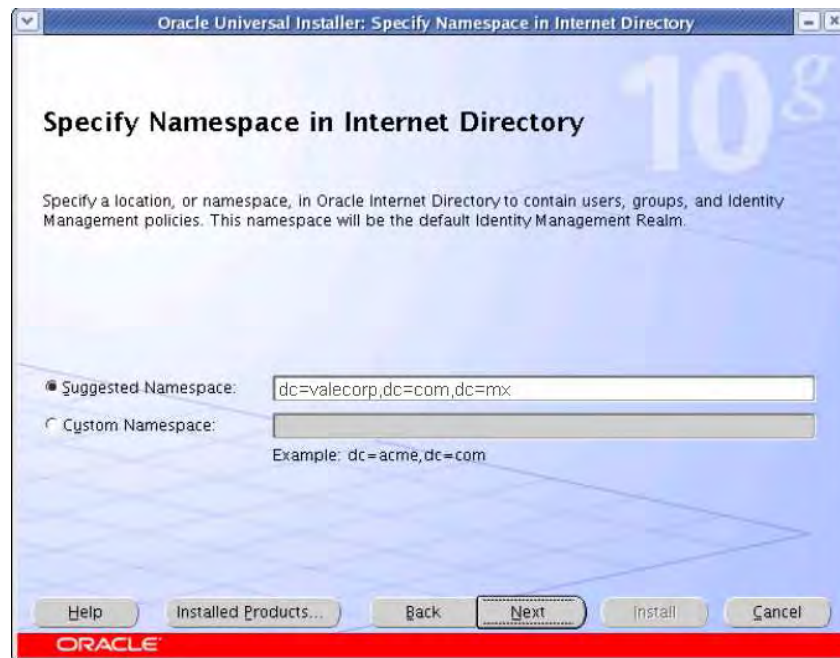 Oracle Universal Installer: Specify Namespace in Internet Directory
10g
Specify Namespace in Internet Directory
Specify a location, or namespace, in Oracle Internet Directory to contain users, groups, and Identity
Management policies. This namespace will be the default Identity Management Realm.
Suggested Namespace: dc=valecorp,dc=com,dc=mx
Custom Namespace:
Example: dc=acme,dc=com
Help Installed Products... Back Next Install Cancel
ORACLE